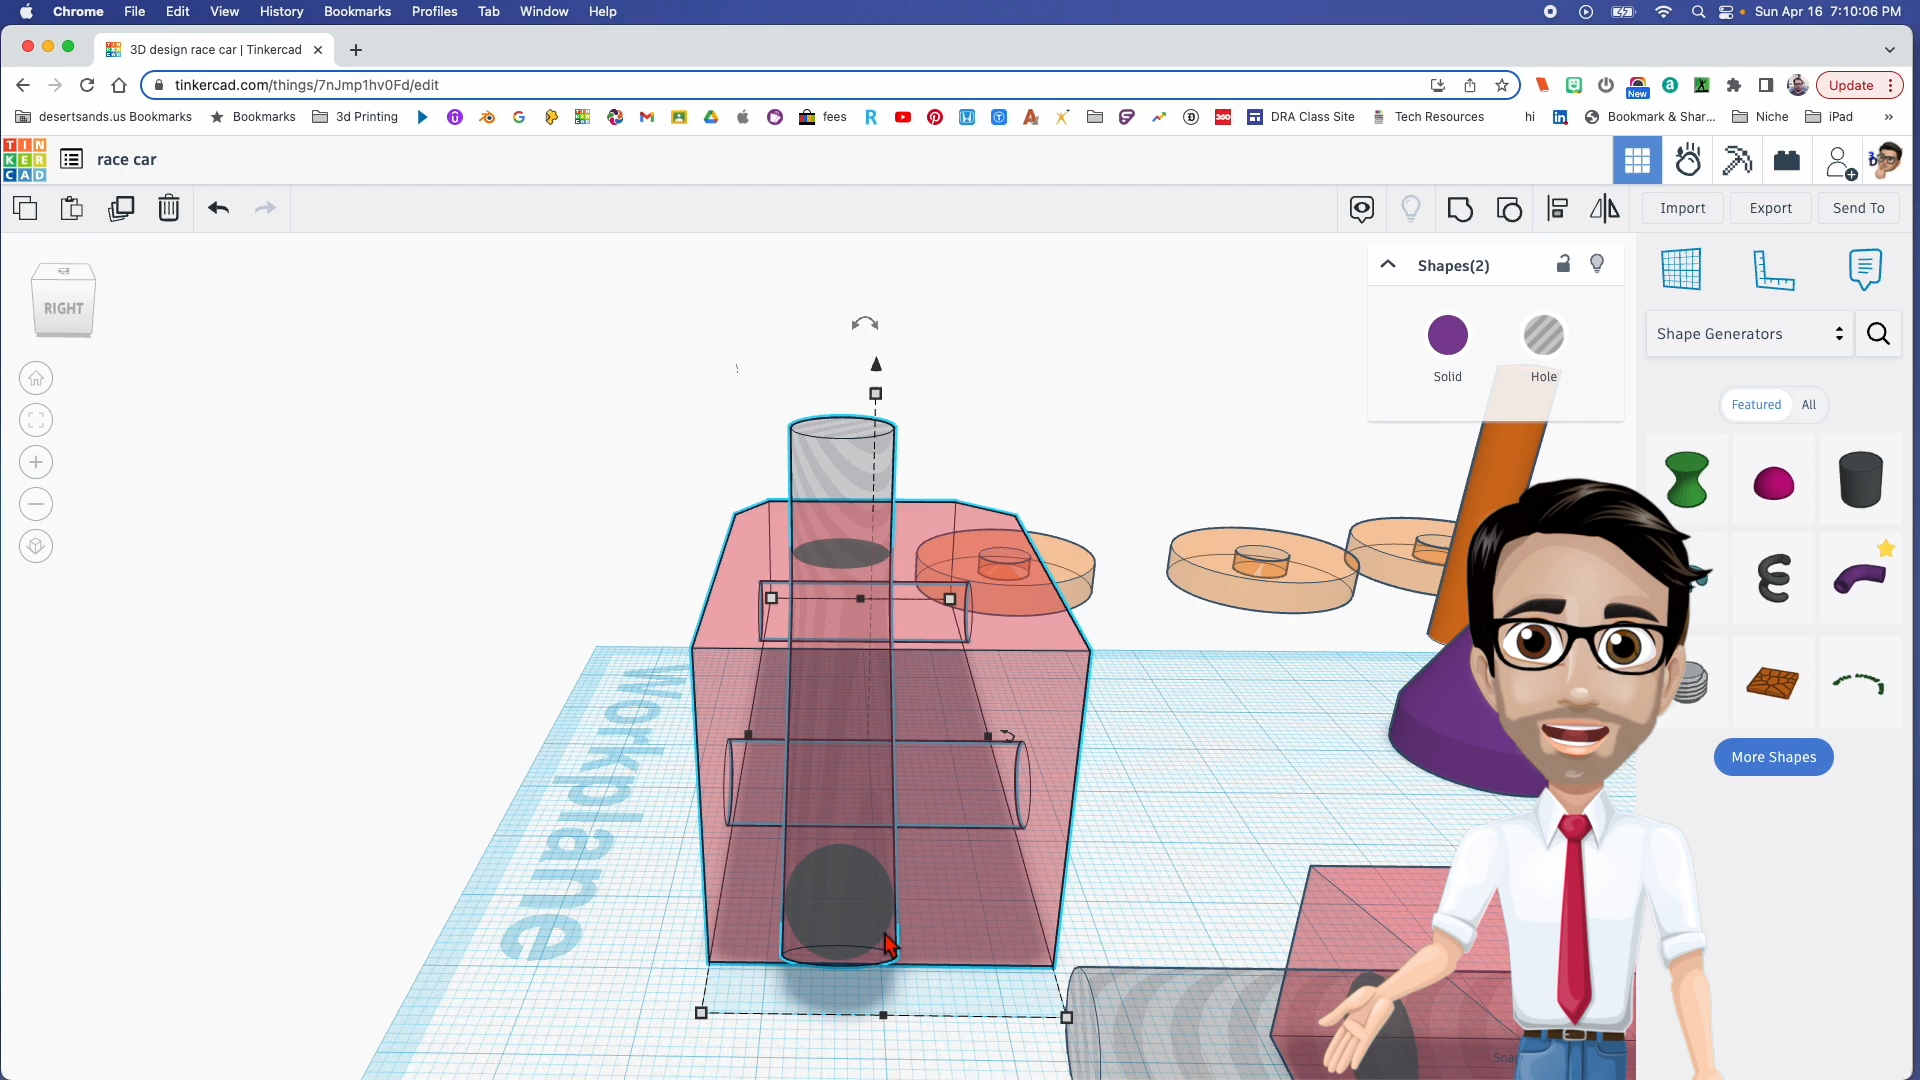 Chrome File Edit View History Bookmarks Profiles Tab Window Help Sun Apr 16 7:10:06 PM
3D design race car | Tinkercad
tinkercad.com/things/7nJmp1hv0Fd/edit New Update
desertsands.us Bookmarks Bookmarks 3d Printing fees DRA Class Site Tech Resources hi Bookmark & Shar... Niche iPad »
TIN
KER
CAD
race car
Import Export Send To
Shapes(2)
RIGHT
Shape Generators
Solid Hole
Featured All
More Shapes
Workplane